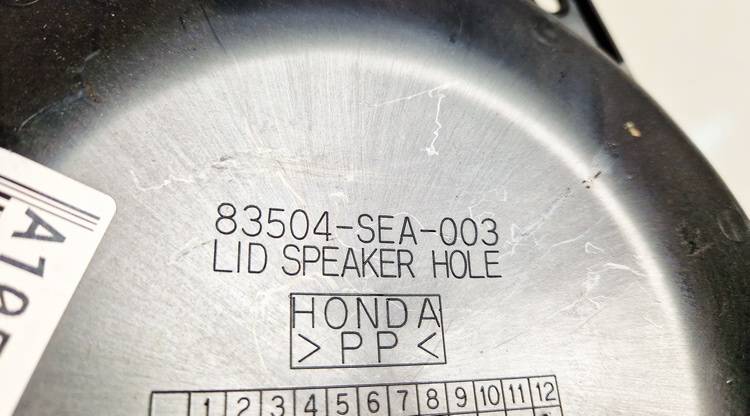 83504-SEA-003
LID SPEAKER HOLE
HONDA
>PP<
1 2 3 4 5 6 7 8 9 10 11 12